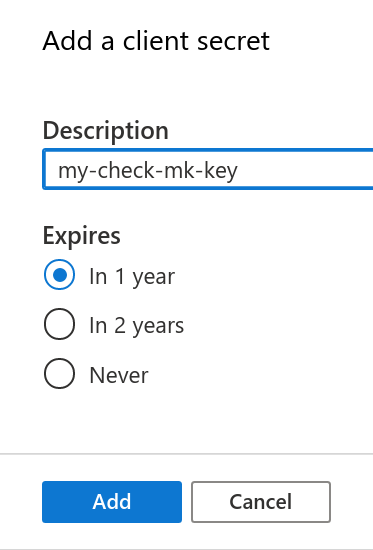 Add a client secret
Description
my-check-mk-key
Expires
In 1 year
In 2 years
Never
Add
Cancel